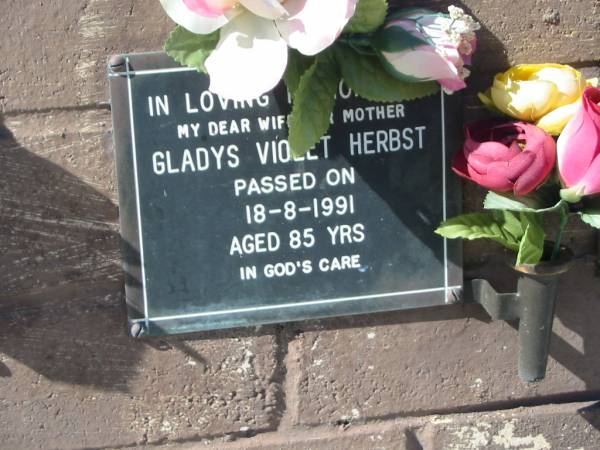 IN LOVING
MY DEAR WIFE MOTHER
GLADYS VIOLET HERBST
PASSED ON
18-8-1991
AGED 85 YRS
IN GOD'S CARE